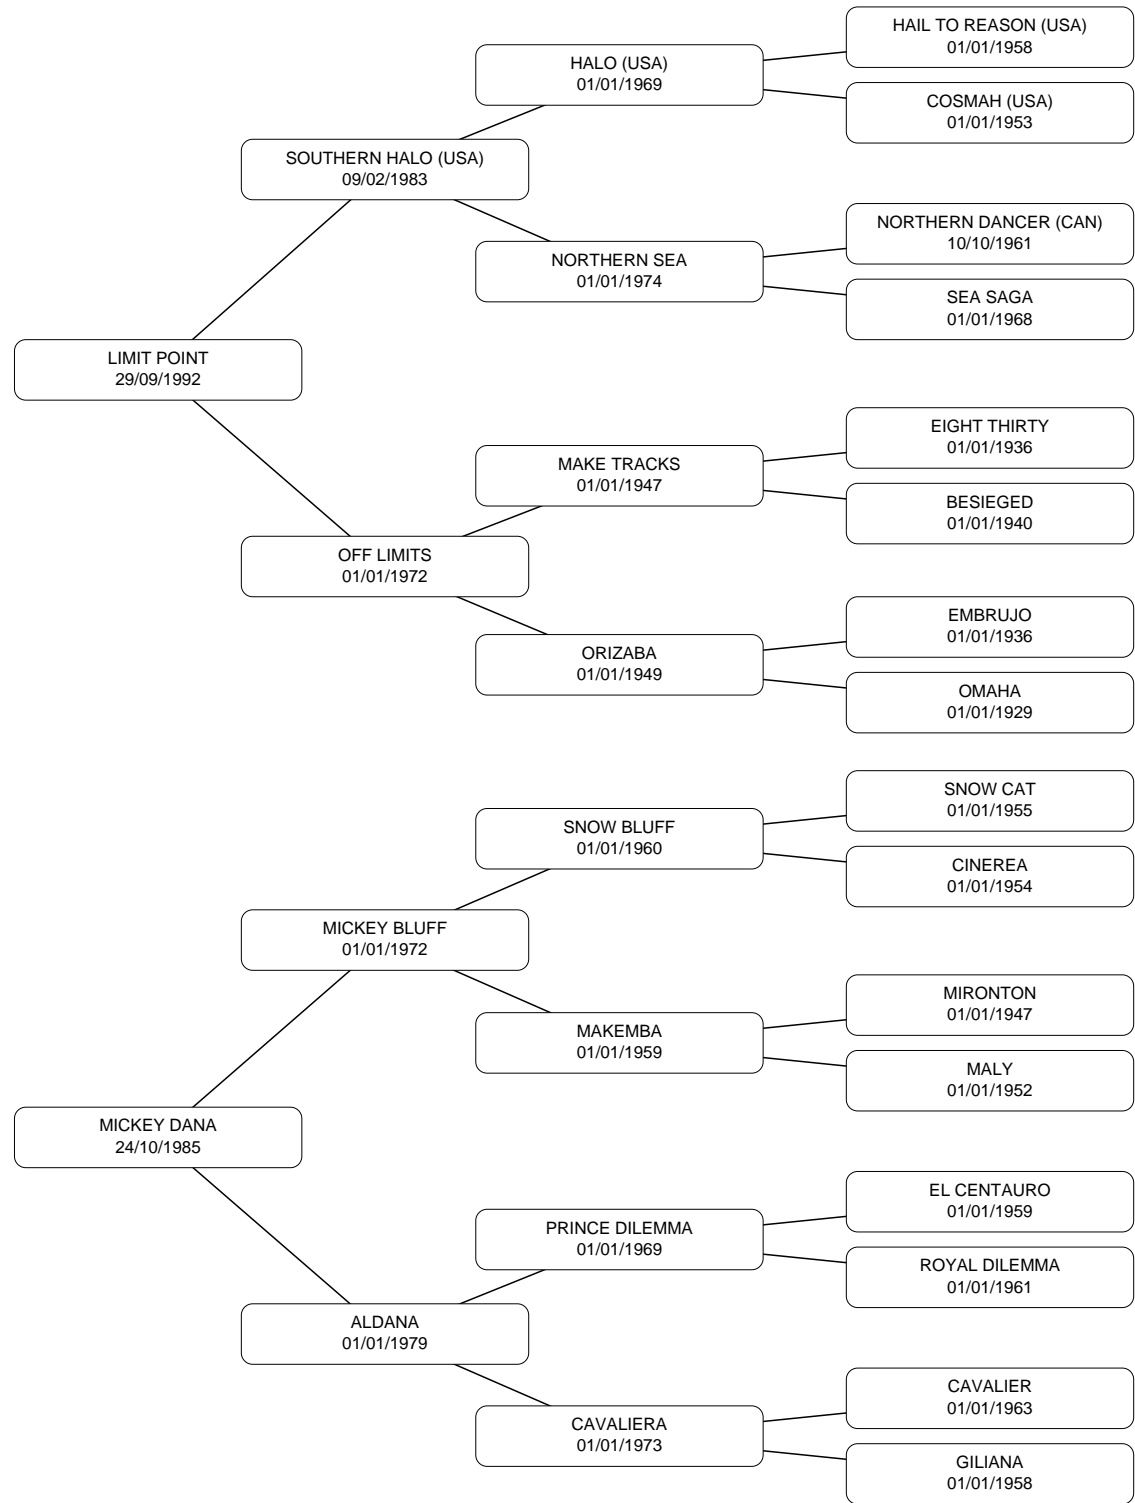 HAIL TO REASON (USA)
01/01/1958
HALO (USA)
01/01/1969
COSMAH (USA)
01/01/1953
SOUTHERN HALO (USA)
09/02/1983
NORTHERN DANCER (CAN)
10/10/1961
NORTHERN SEA
01/01/1974
SEA SAGA
01/01/1968
LIMIT POINT
29/09/1992
EIGHT THIRTY
01/01/1936
MAKE TRACKS
01/01/1947
BESIEGED
01/01/1940
OFF LIMITS
01/01/1972
EMBRUJO
01/01/1936
ORIZABA
01/01/1949
OMAHA
01/01/1929
SNOW CAT
01/01/1955
SNOW BLUFF
01/01/1960
CINEREA
01/01/1954
MICKEY BLUFF
01/01/1972
MIRONTON
01/01/1947
MAKEMBA
01/01/1959
MALY
01/01/1952
MICKEY DANA
24/10/1985
EL CENTAURO
01/01/1959
PRINCE DILEMMA
01/01/1969
ROYAL DILEMMA
01/01/1961
ALDANA
01/01/1979
CAVALIER
01/01/1963
CAVALIERA
01/01/1973
GILIANA
01/01/1958